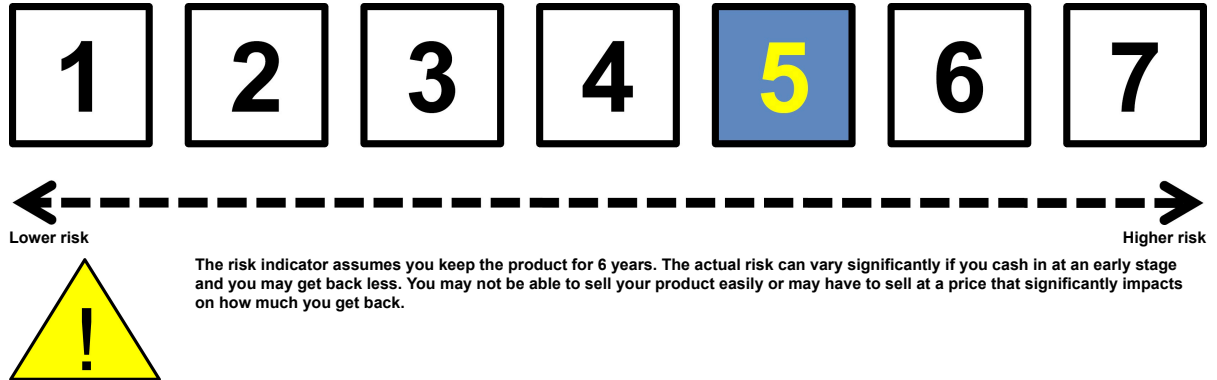 1 2 3 4 5 6 7
Lower risk Higher risk
The risk indicator assumes you keep the product for 6 years. The actual risk can vary significantly if you cash in at an early stage
and you may get back less. You may not be able to sell your product easily or may have to sell at a price that significantly impacts
on how much you get back.
!